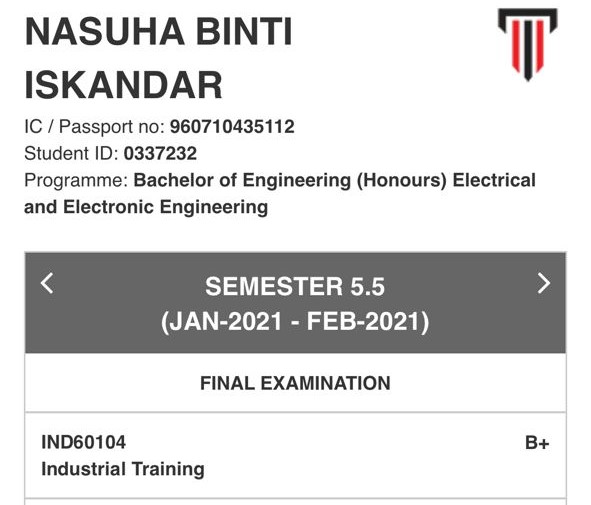 NASUHA BINTI
ISKANDAR
IC / Passport no: 960710435112
Student ID: 0337232
Programme: Bachelor of Engineering (Honours) Electrical
and Electronic Engineering
SEMESTER 5.5
(JAN-2021 - FEB-2021)
FINAL EXAMINATION
IND60104 B+
Industrial Training